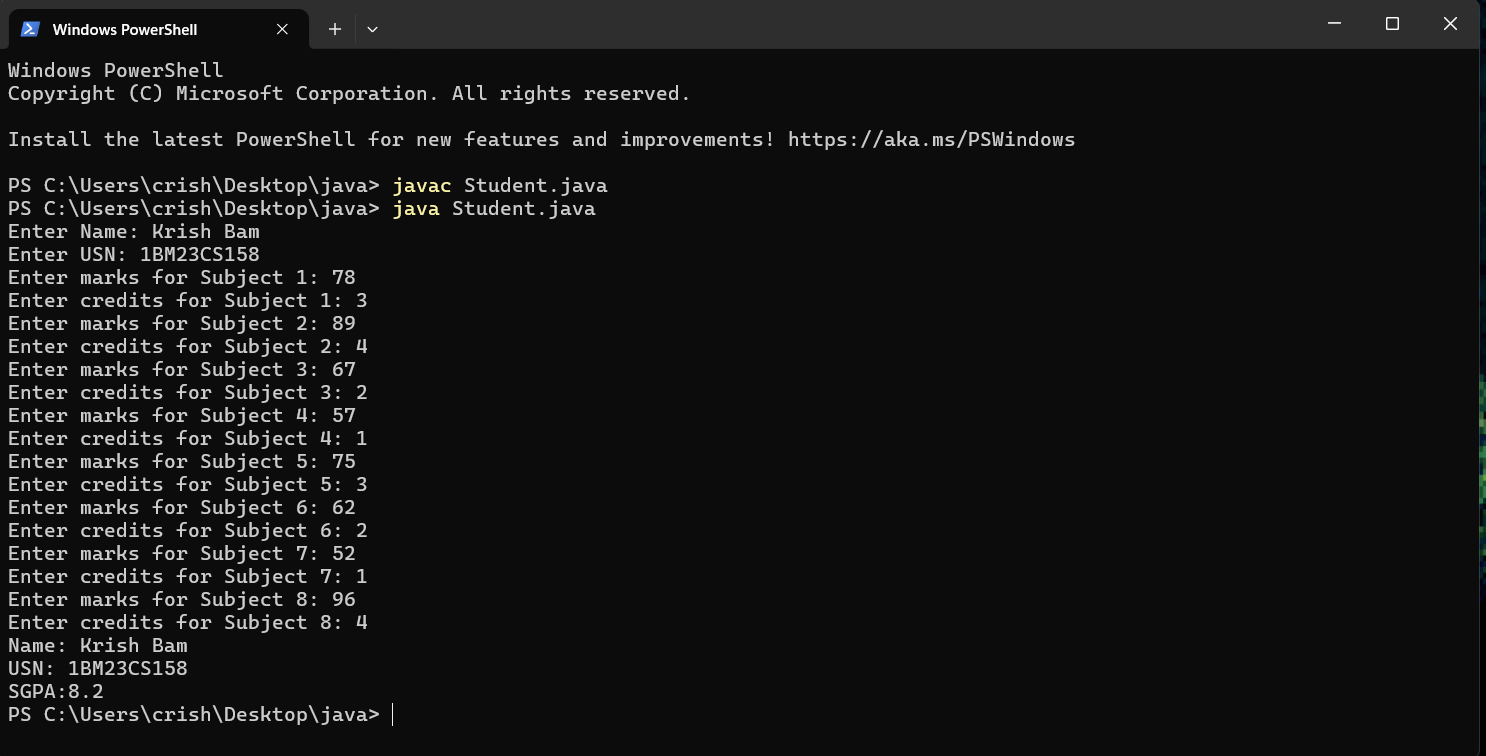 Windows PowerShell
Windows PowerShell
Copyright (C) Microsoft Corporation. All rights reserved.
Install the latest PowerShell for new features and improvements! https://aka.ms/PSWindows
PS C:\Users\crish\Desktop\java> javac Student.java
PS C:\Users\crish\Desktop\java> java Student.java
Enter Name: Krish Bam
Enter USN: 1BM23CS158
Enter marks for Subject 1: 78
Enter credits for Subject 1: 3
Enter marks for Subject 2: 89
Enter credits for Subject 2: 4
Enter marks for Subject 3: 67
Enter credits for Subject 3: 2
Enter marks for Subject 4: 57
Enter credits for Subject 4: 1
Enter marks for Subject 5: 75
Enter credits for Subject 5: 3
Enter marks for Subject 6: 62
Enter credits for Subject 6: 2
Enter marks for Subject 7: 52
Enter credits for Subject 7: 1
Enter marks for Subject 8: 96
Enter credits for Subject 8: 4
Name: Krish Bam
USN: 1BM23CS158
SGPA:8.2
PS C:\Users\crish\Desktop\java>